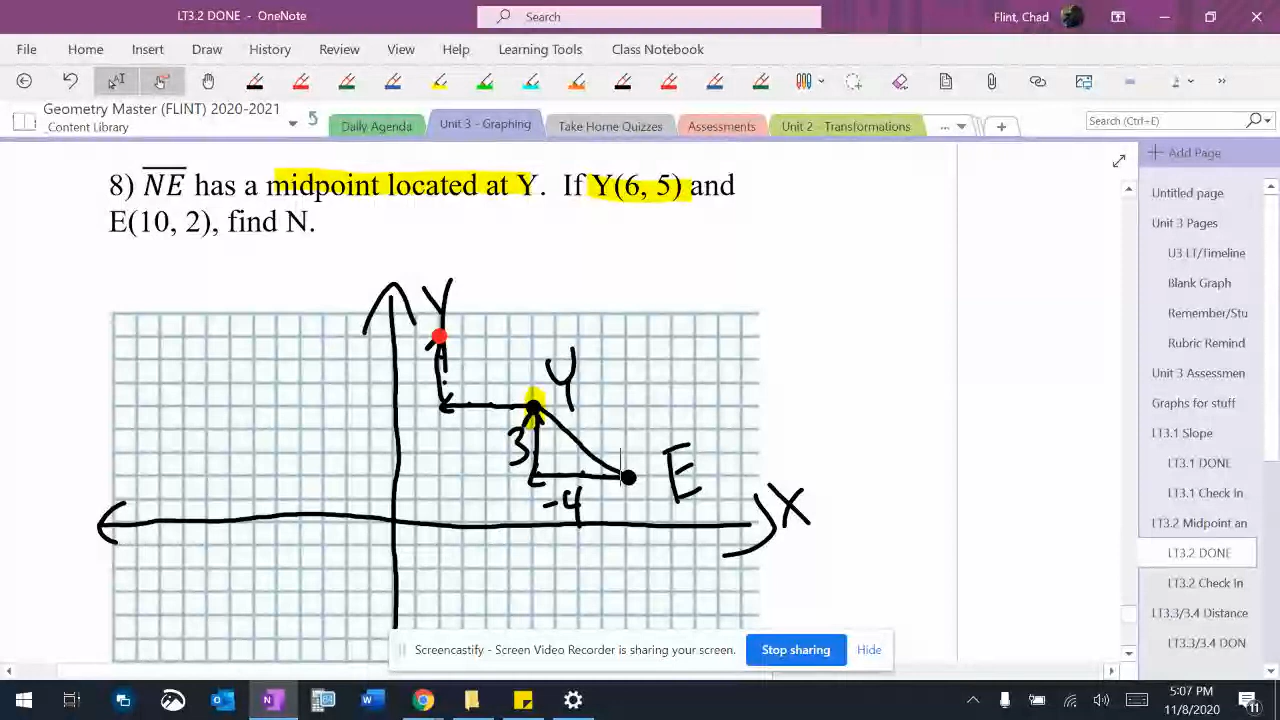 LT3.2 DONE - OneNote
Search
Flint, Chad
File Home Insert Draw History Review View Help Learning Tools Class Notebook
Geometry Master (FLINT) 2020-2021
_Content Library
Daily Agenda
Unit 3 - Graphing
Take Home Quizzes
Assessments
Unit 2 - Transformations
...
Search (Ctrl+E)
8) NE has a midpoint located at Y. If Y(6, 5) and
E(10, 2), find N.
Y
Y
3
E
-4
X
Add Page
Untitled page
Unit 3 Pages
U3 LT/Timeline
Blank Graph
Remember/Stu
Rubric Remind
Unit 3 Assessmen
Graphs for stuff
LT3.1 Slope
LT3.1 DONE
LT3.1 Check In
LT3.2 Midpoint an
LT3.2 DONE
LT3.2 Check In
LT3.3/3.4 Distance
LT3.3/3.4 DON
Screencastify - Screen Video Recorder is sharing your screen.
Stop sharing
Hide
5:07 PM
11/8/2020
11